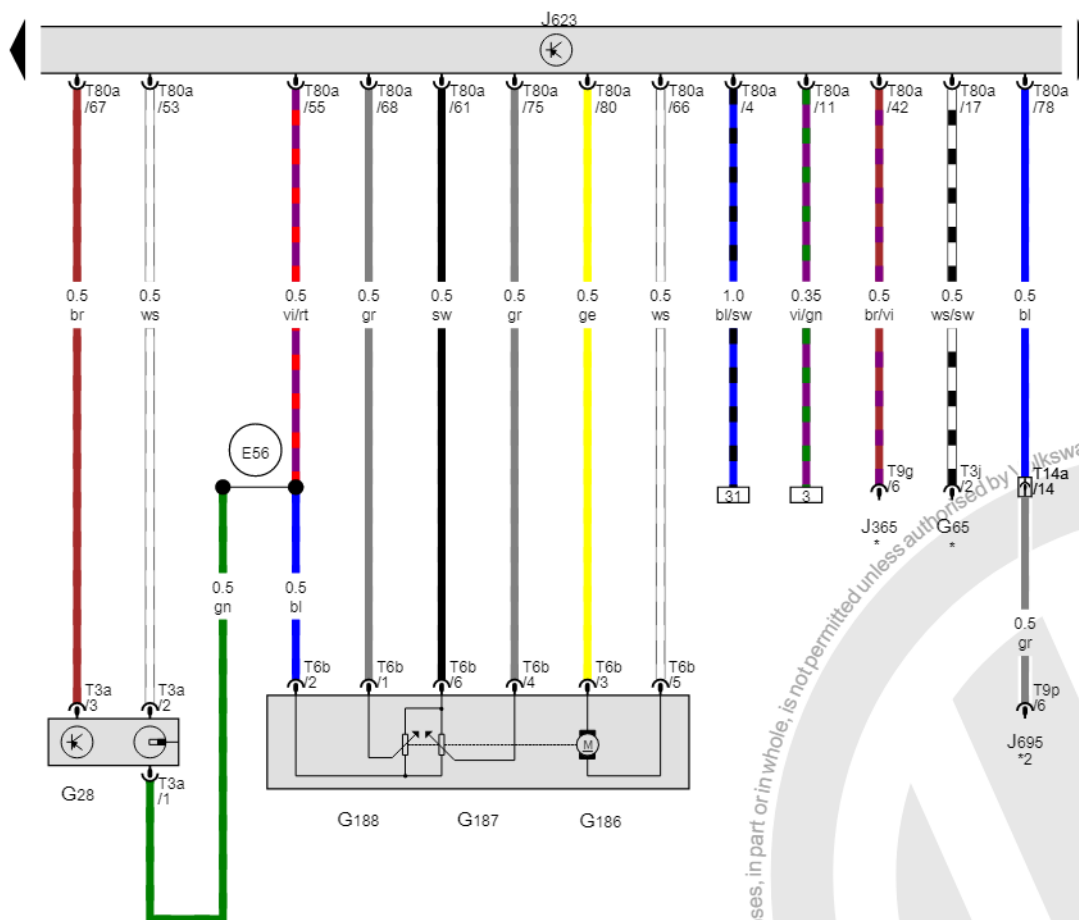 J623
T80a T80a T80a T80a T80a T80a T80a T80a T80a T80a T80a T80a T80a
/67 /53 /55 /68 /61 /75 /80 /66 /4 /11 /42 /17 /78
0.5 0.5 0.5 0.5 0.5 0.5 0.5 0.5 1.0 0.35 0.5 0.5 0.5
br ws vi/rt gr sw gr ge ws bl/sw vi/gn br/vi ws/sw bl
E56
31 3
T9g T3j T14a
/6 /2 /14
J365 G65
* *
0.5 0.5
gn bl
0.5
gr
T6b T6b T6b T6b T6b T6b
/2 /1 /6 /4 /3 /5
T3a T3a
/3 /2
T9p
/6
J695
*2
M
G28
T3a
/1
G188 G187 G186
ses, in part or in whole, is not permitted unless authorised by